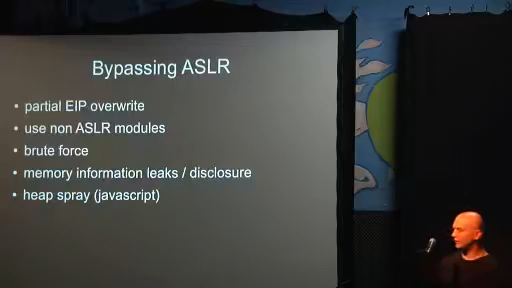 Bypassing ASLR
• partial EIP overwrite
• use non ASLR modules
• brute force
• memory information leaks / disclosure
• heap spray (javascript)